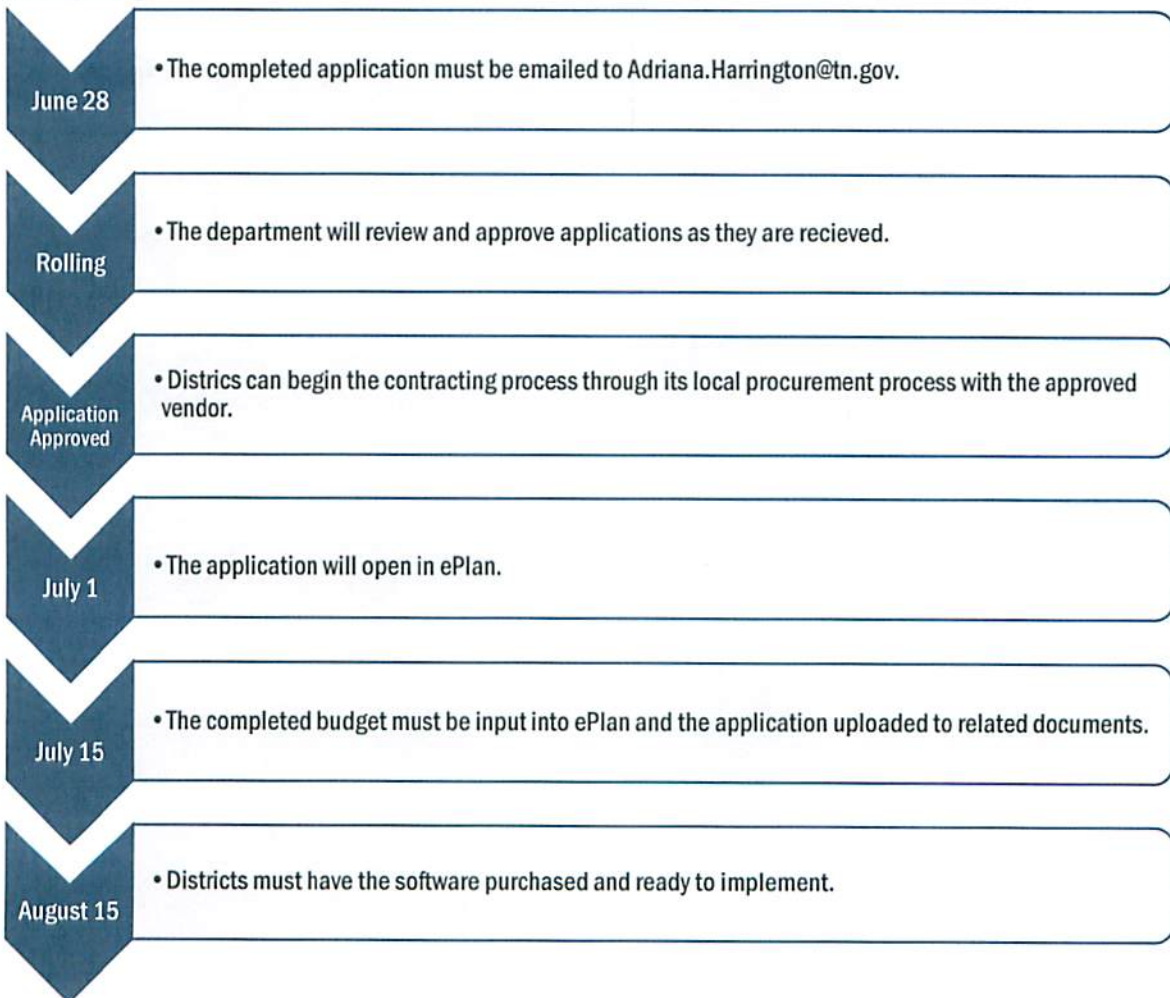 June 28
• The completed application must be emailed to Adriana.Harrington@tn.gov.
Rolling
• The department will review and approve applications as they are recieved.
Application
Approved
• Districs can begin the contracting process through its local procurement process with the approved
vendor.
July 1
• The application will open in ePlan.
July 15
• The completed budget must be input into ePlan and the application uploaded to related documents.
August 15
• Districts must have the software purchased and ready to implement.